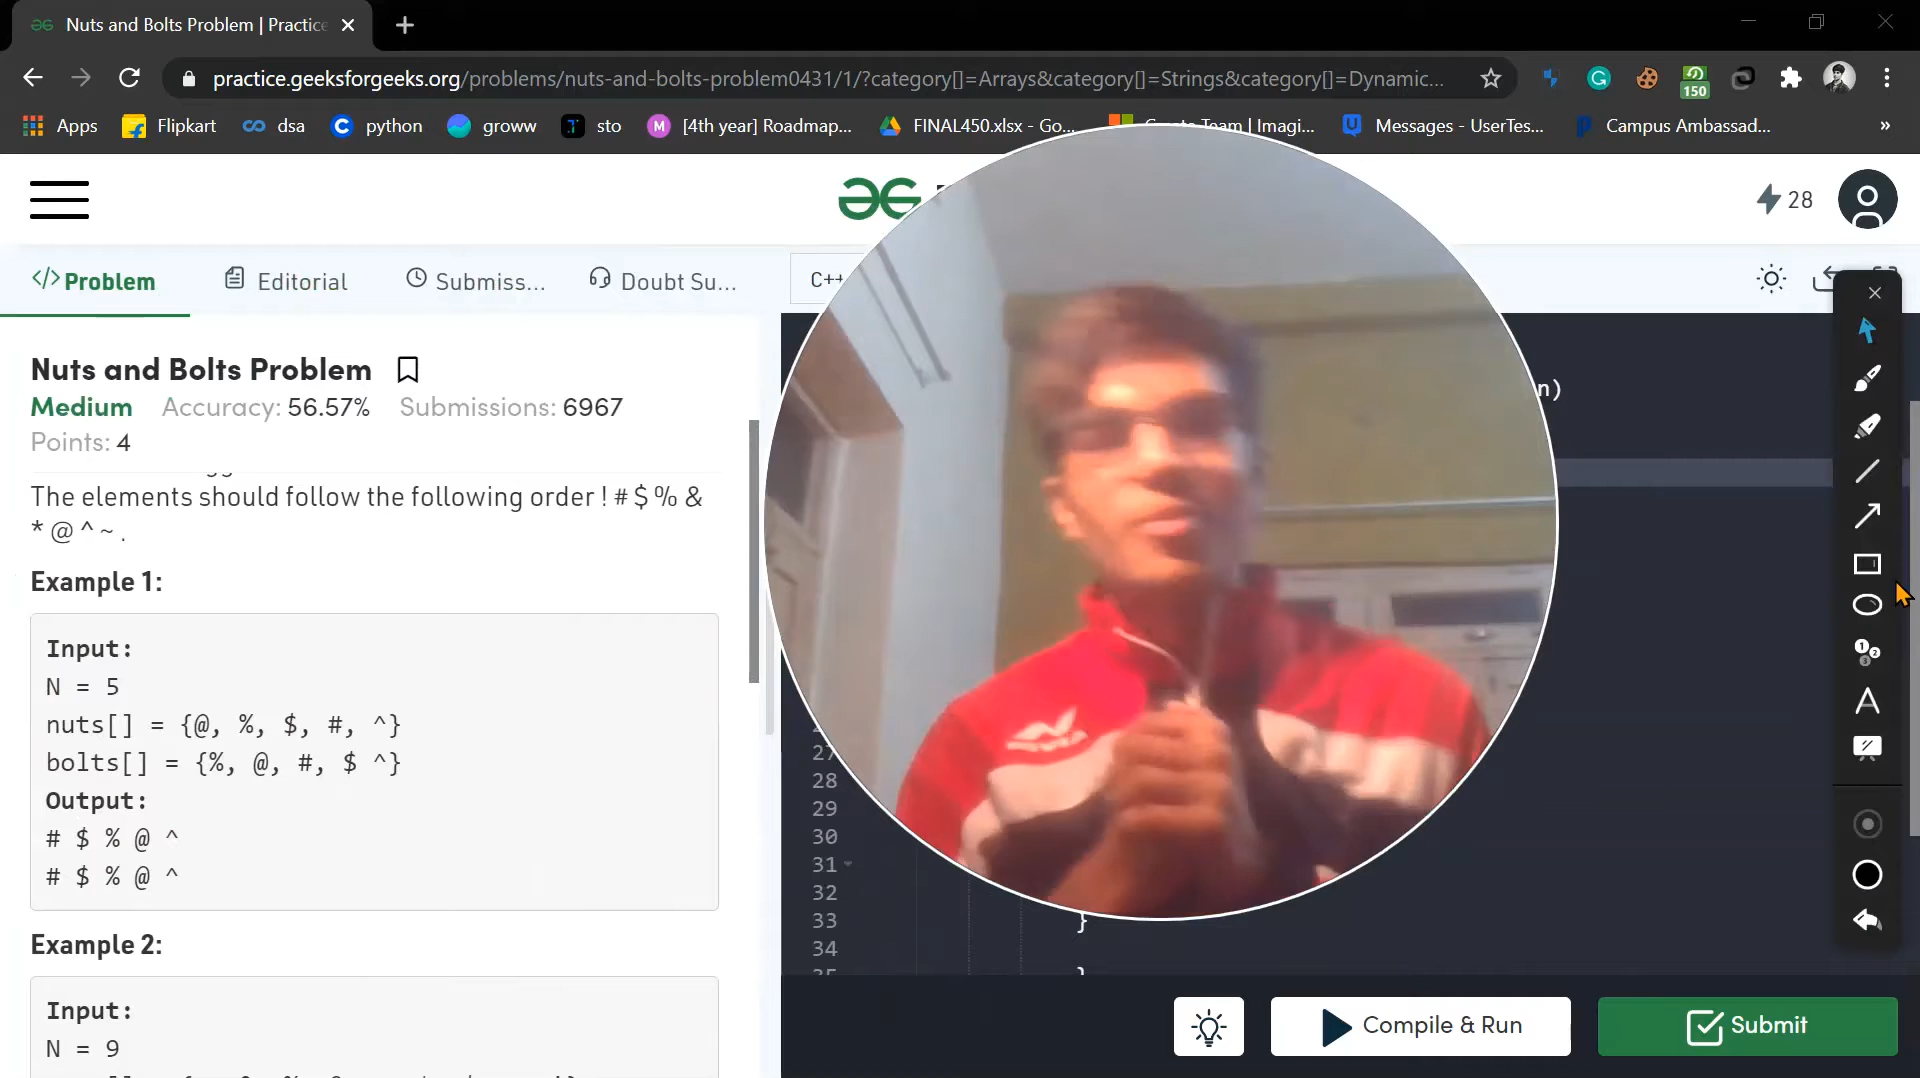 Nuts and Bolts Problem | Practice
practice.geeksforgeeks.org/problems/nuts-and-bolts-problem0431/1/?category[]=Arrays&category[]=Strings&category[]=Dynamic...
150
Apps
Flipkart
dsa
python
groww
sto
[4th year] Roadmap...
FINAL450.xlsx - Go...
Create Team | Imagi...
Messages - UserTes...
Campus Ambassad...
»
28
</> Problem
Editorial
Submiss...
Doubt Su...
C++
Nuts and Bolts Problem
Medium Accuracy: 56.57% Submissions: 6967
Points: 4
The elements should follow the following order ! # $ % &
* @ ^ ~ .
Example 1:
Input:
N = 5
nuts[] = {@, %, $, #, ^}
bolts[] = {%, @, #, $ ^}
Output:
# $ % @ ^
# $ % @ ^
Example 2:
Input:
N = 9
n)
27
28
29
30
31
32
33 }
34
35 }
Compile & Run
Submit